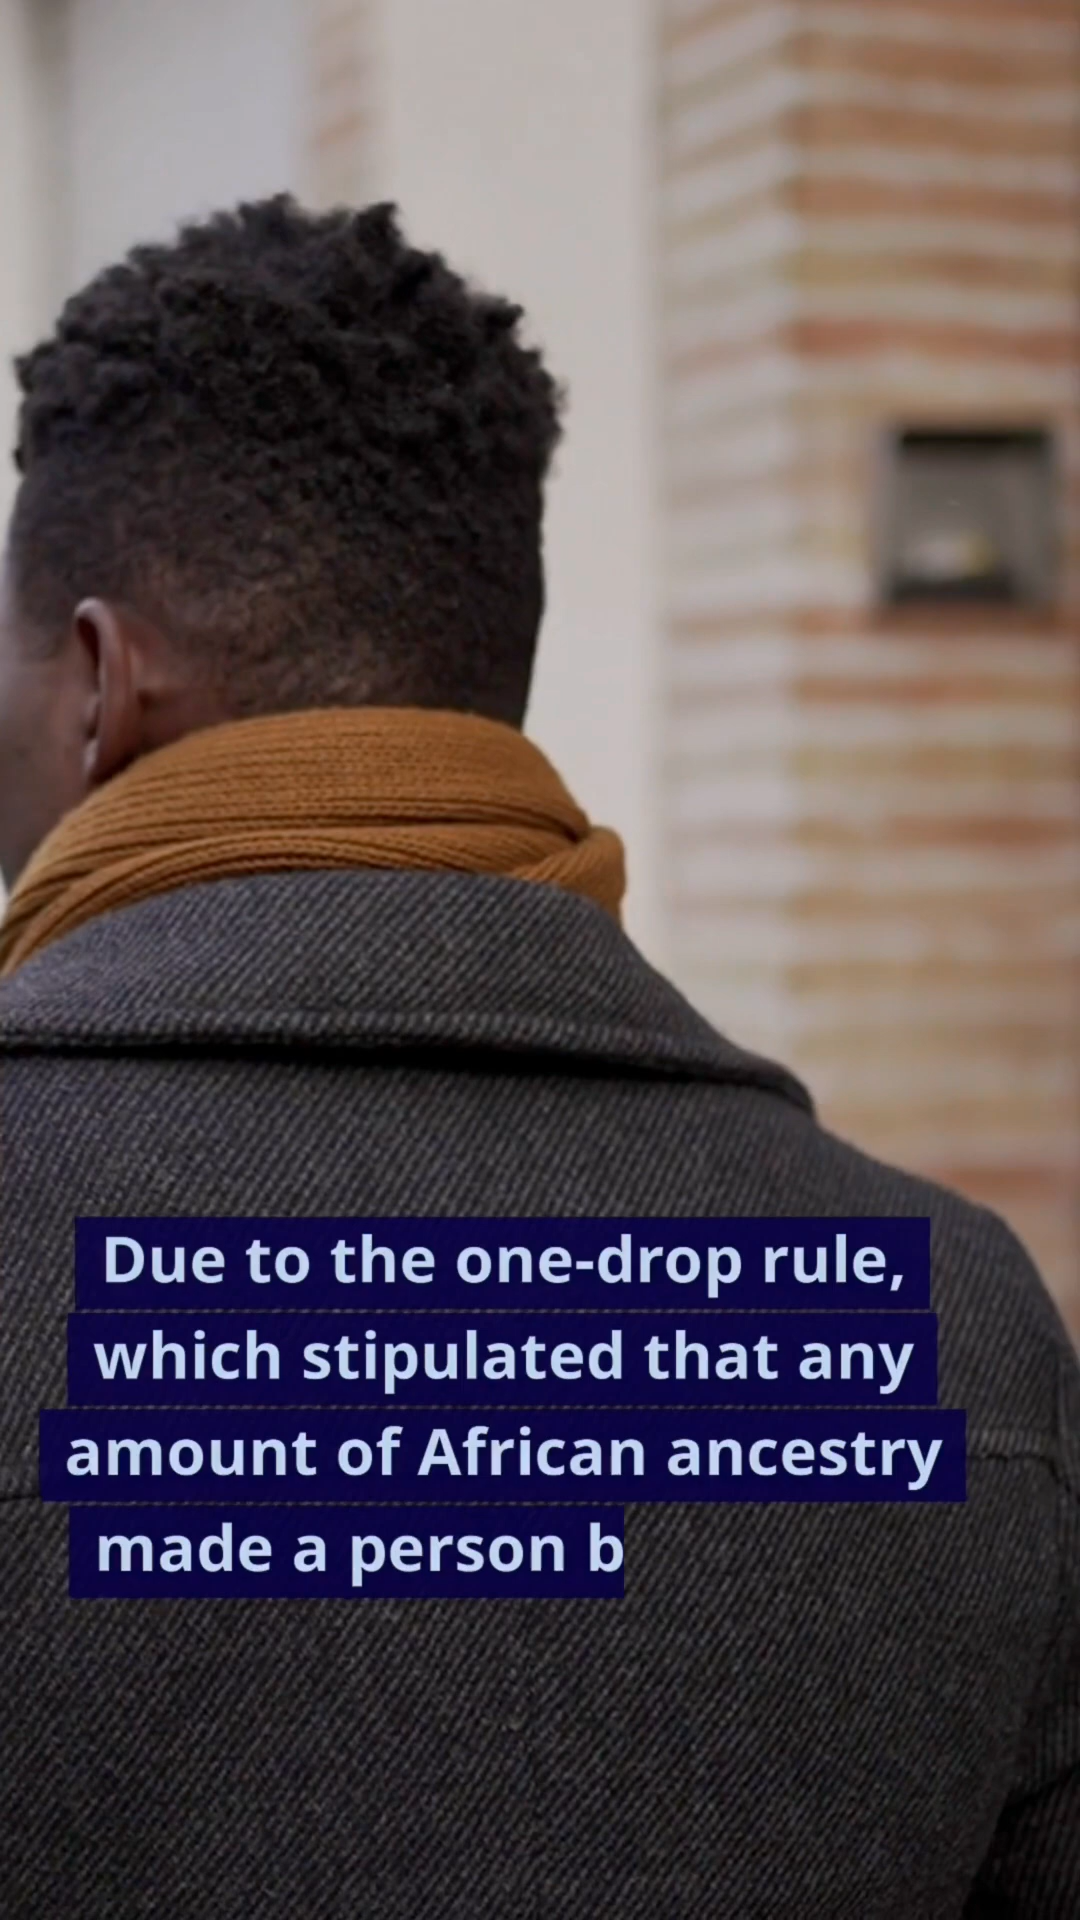 Due to the one-drop rule,
which stipulated that any
amount of African ancestry
made a person b